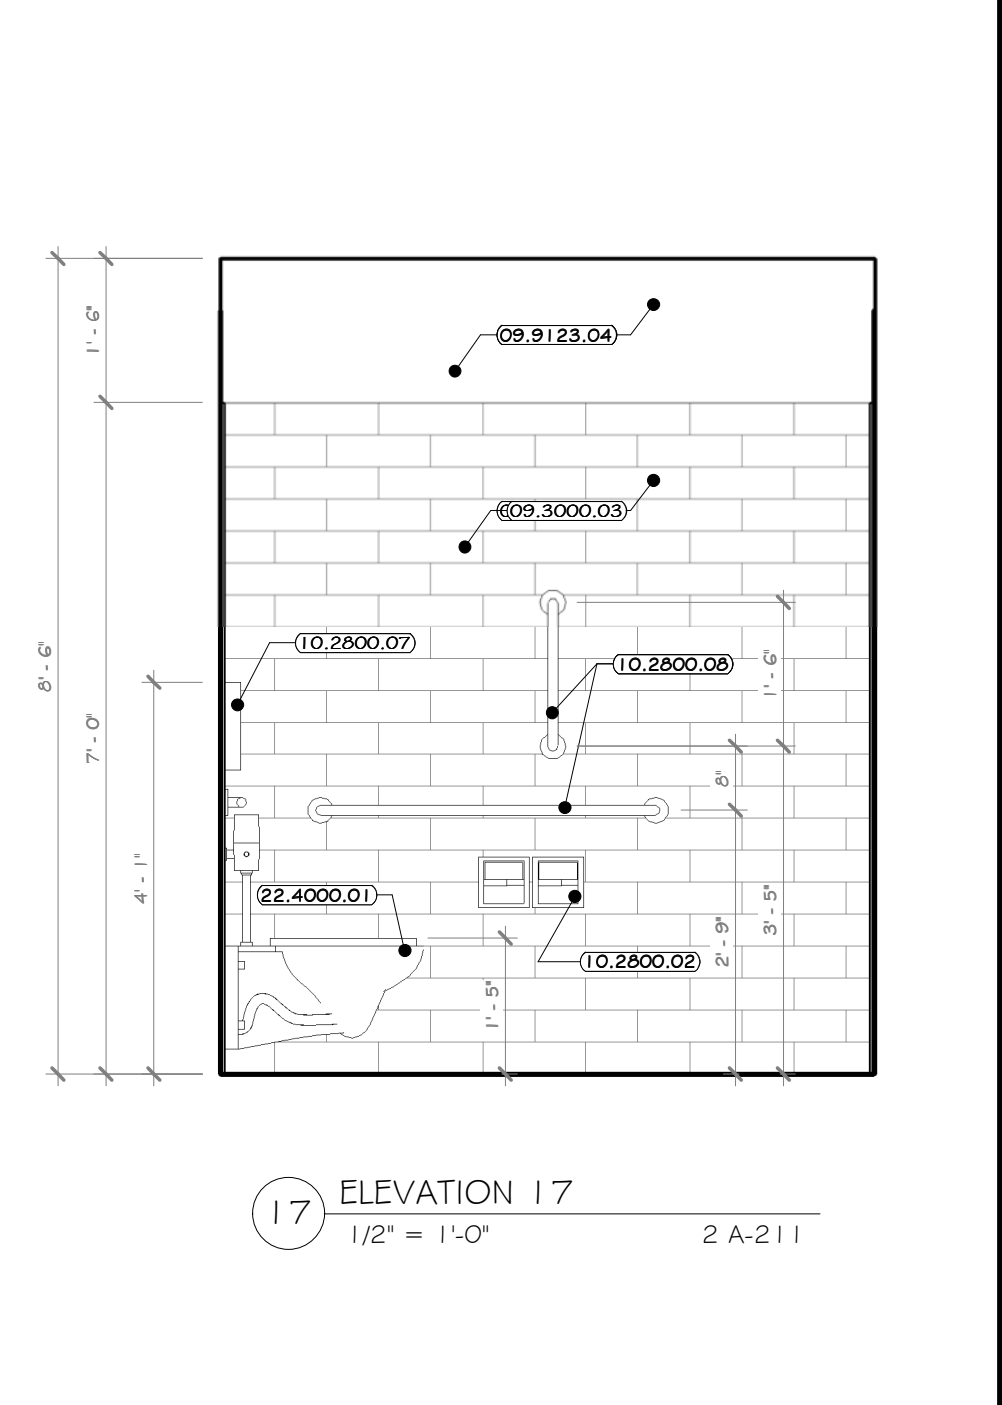 09.9123.04
1' - 6"
09.3000.03
10.2800.07
10.2800.08
8' - 6"
7' - 0"
1' - 6"
8"
4' - 1"
22.4000.01
3' - 5"
2' - 9"
10.2800.02
1' - 5"
17
ELEVATION 17
1/2" = 1'-0"
2 A-211